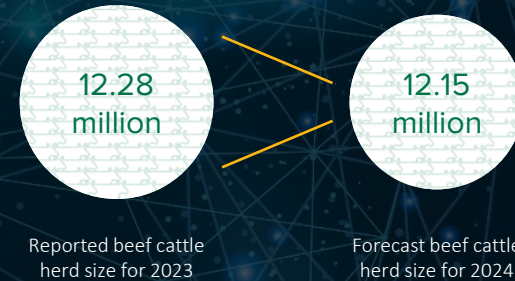 12.28
million
12.15
million
Reported beef cattle
herd size for 2023
Forecast beef cattle
herd size for 2024